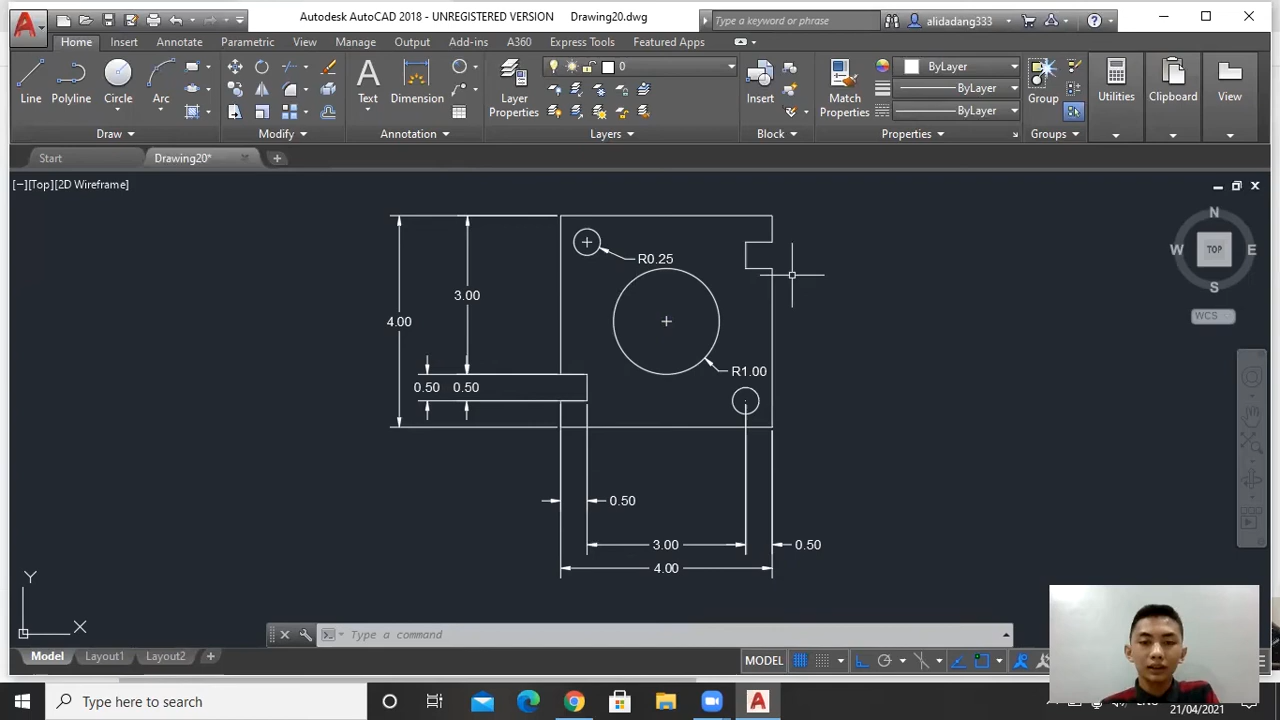 Autodesk AutoCAD 2018 - UNREGISTERED VERSION Drawing20.dwg
Type a keyword or phrase
alidadang333
Home Insert Annotate Parametric View Manage Output Add-ins A360 Express Tools Featured Apps
Line Polyline Circle Arc
Text Dimension
Layer Properties
0
Insert
Match Properties
ByLayer
ByLayer
ByLayer
Group
Utilities
Clipboard
View
Draw Modify Annotation Layers Block Properties Groups
Start Drawing20*
[−][Top][2D Wireframe]
N
W TOP E
S
WCS
R0.25
3.00
4.00
R1.00
0.50 0.50
0.50
3.00 0.50
4.00
Y
X
Type a command
Model Layout1 Layout2
MODEL
Type here to search
ENG
21/04/2021